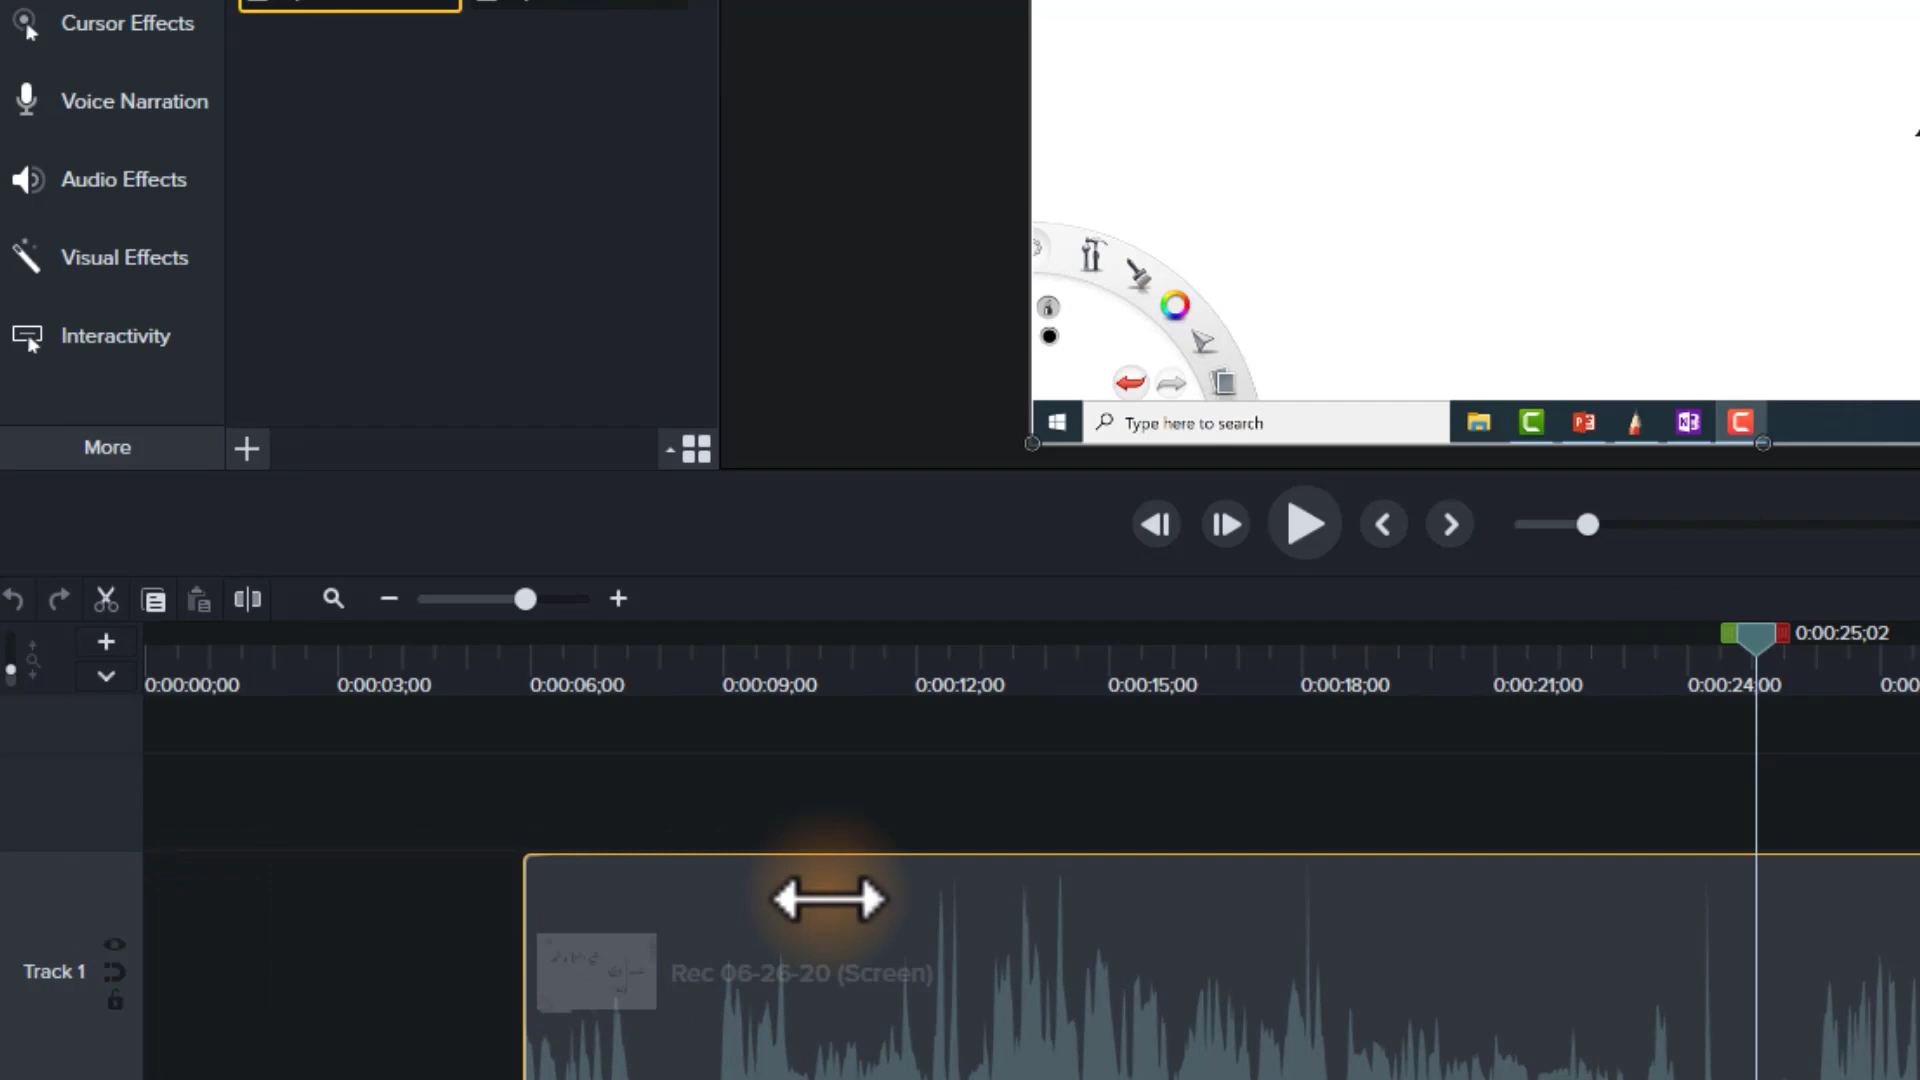 Cursor Effects
Voice Narration
Audio Effects
Visual Effects
Interactivity
More
Type here to search
0:00:25;02
0:00:00;00
0:00:03;00
0:00:06;00
0:00:09;00
0:00:12;00
0:00:15;00
0:00:18;00
0:00:21;00
0:00:24;00
0:00
Track 1
Rec 06-26-20 (Screen)